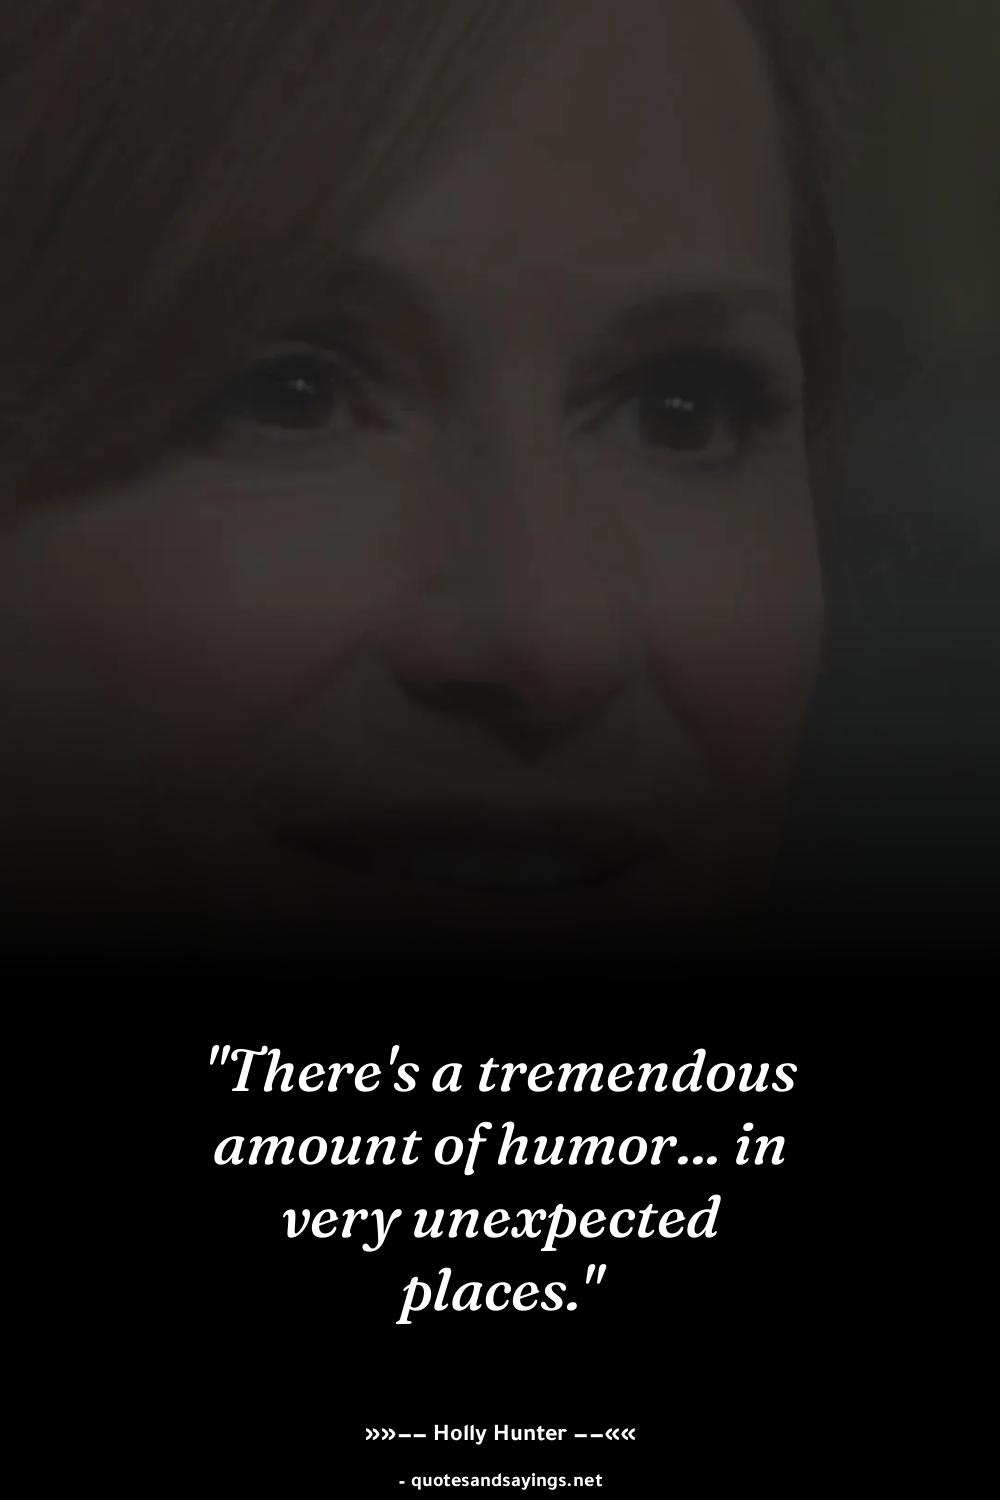 "There's a tremendous
amount of humor... in
very unexpected
places."
»»–– Holly Hunter ––««
- quotesandsayings.net